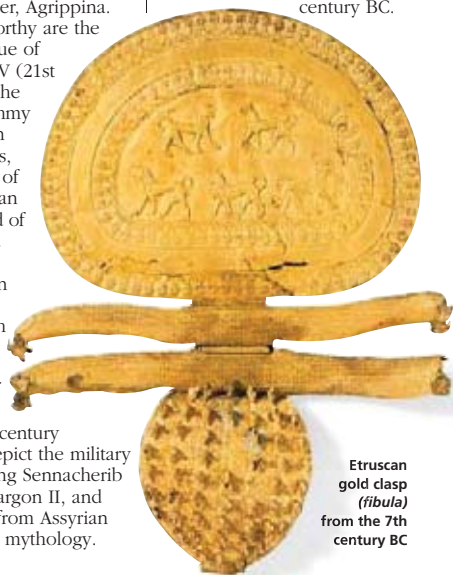 er, Agrippina.
orthy are the
ue of
V (21st
he
mmy
n
s,
of
an
d of
n
n
century
epict the military
ng Sennacherib
argon II, and
from Assyrian
mythology.
century BC.
Etruscan
gold clasp
(fibula)
from the 7th
century BC